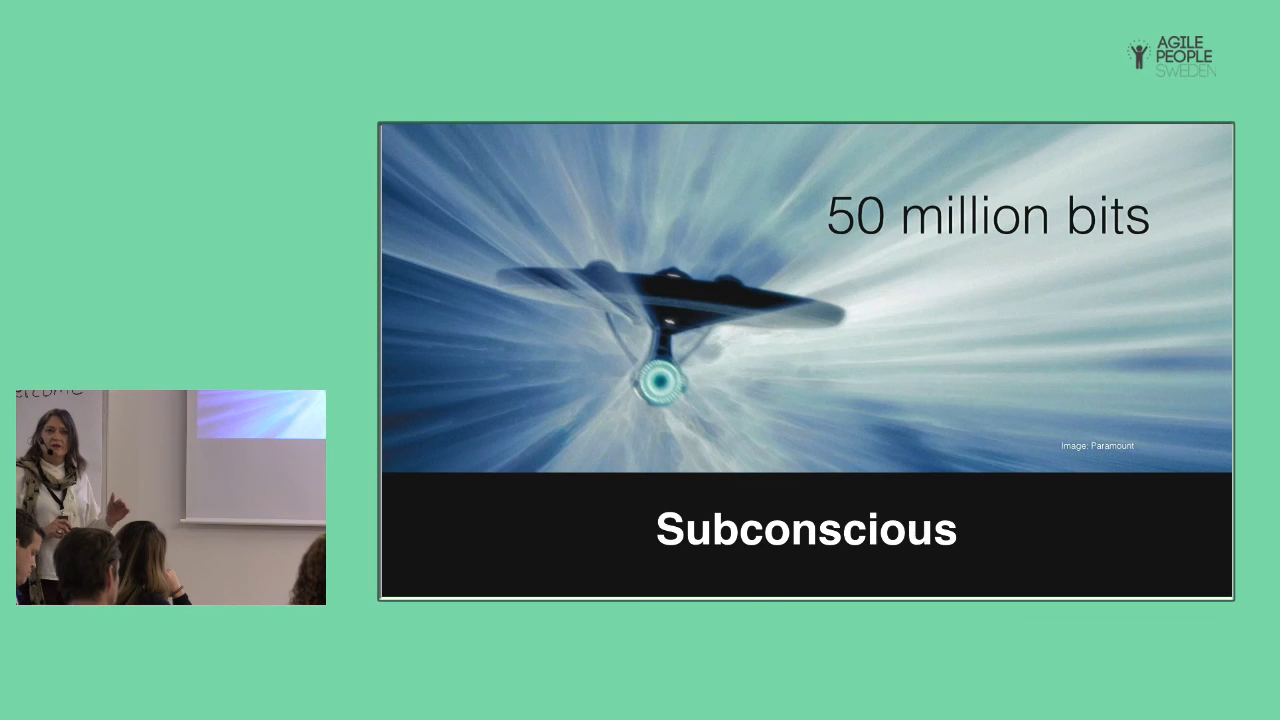 AGILE
PEOPLE
SWEDEN
50 million bits
Image: Paramount
Subconscious